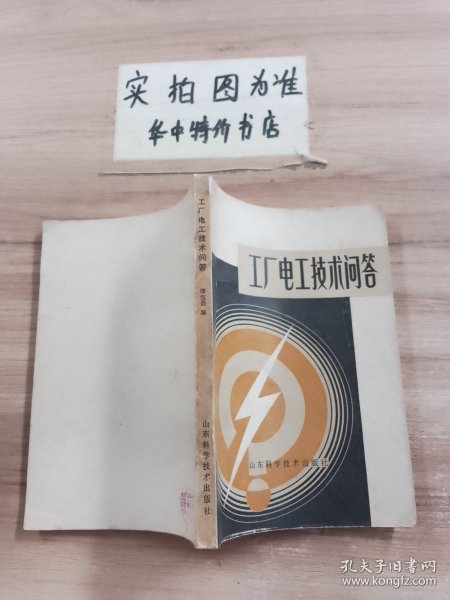 实拍图为准
华中特价书店
工厂电工技术问答
编
山东科学技术出版社
工厂电工技术问答
山东科学技术出版社
孔夫子旧书网
www.kongfz.com